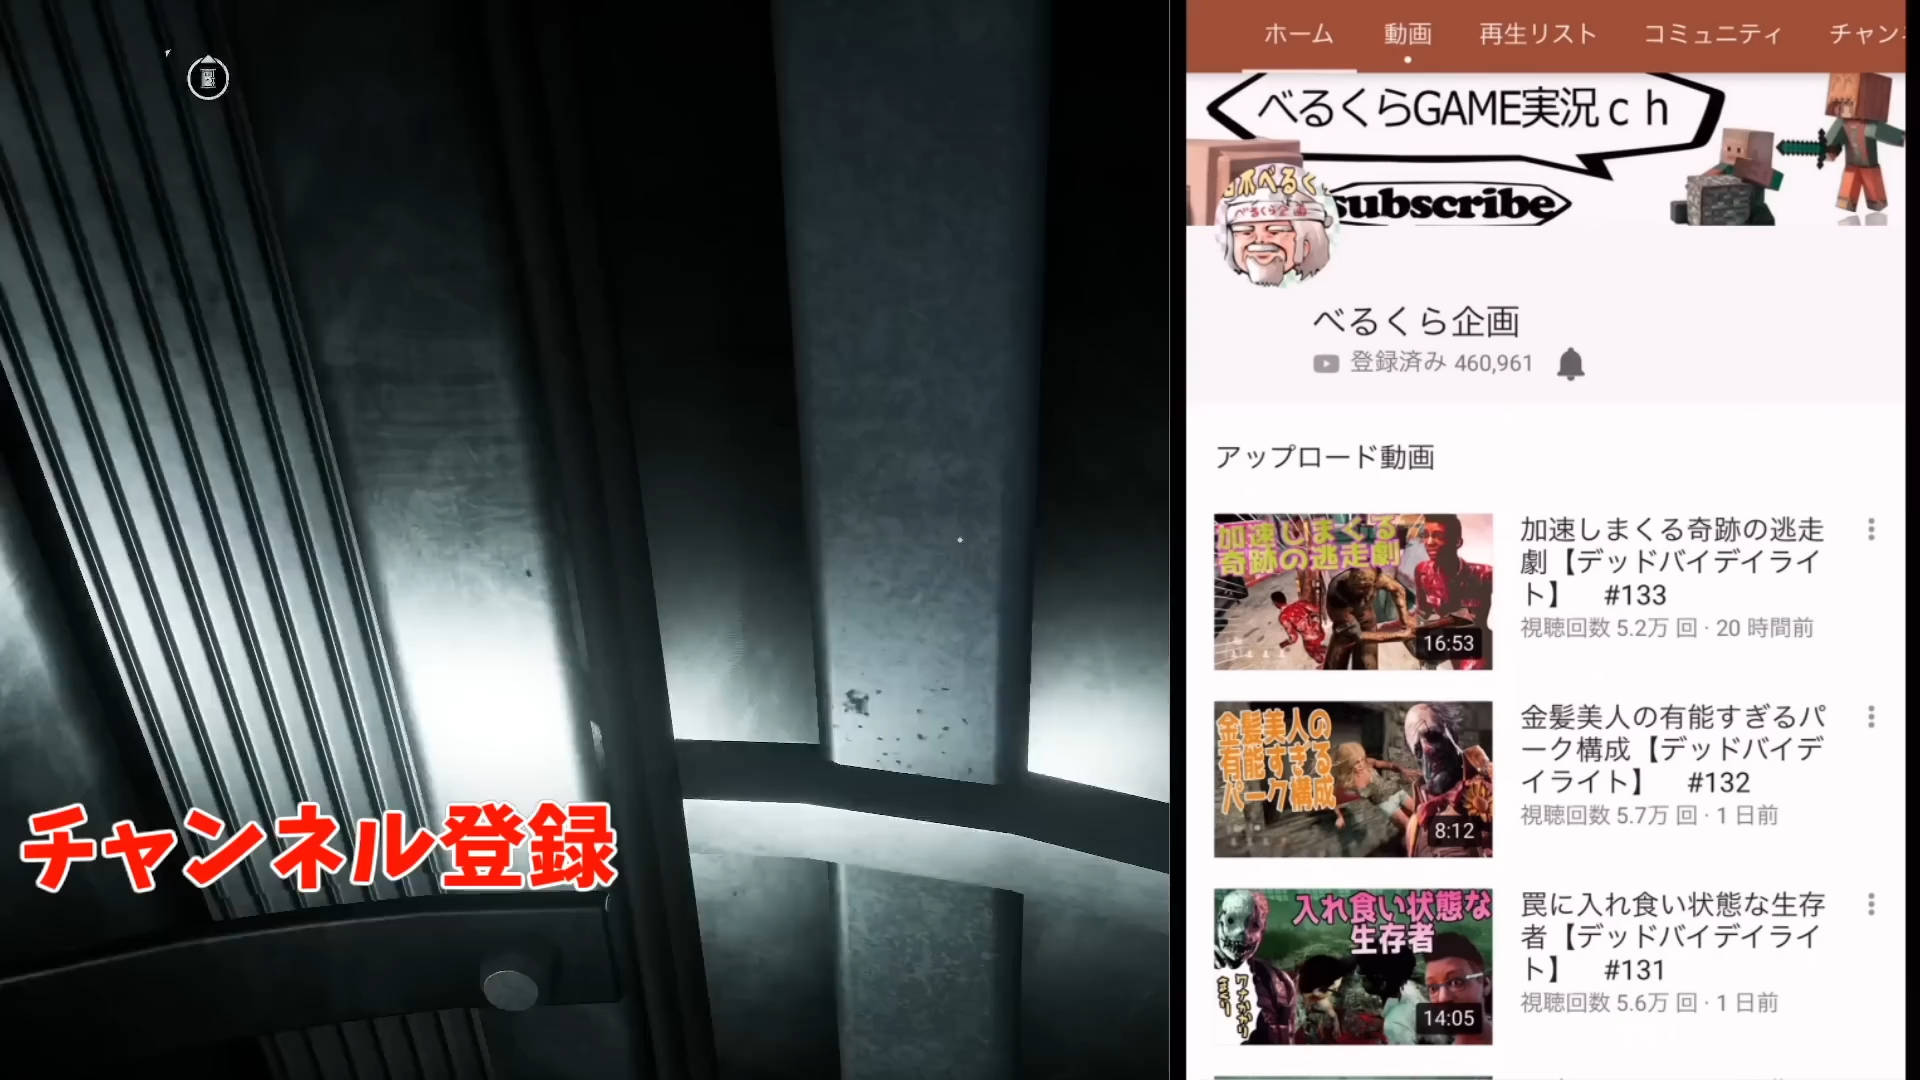 チャンネル登録
ホーム 動画 再生リスト コミュニティ チャン
べるくらGAME実況ch
べるくら企画
subscribe
べるくら企画
登録済み 460,961
アップロード動画
加速しまくる
奇跡の逃走劇
16:53
加速しまくる奇跡の逃走
劇【デッドバイデイライ
ト】 #133
視聴回数 5.2万 回 · 20 時間前
金髪美人の
有能すぎる
パーク構成
8:12
金髪美人の有能すぎるパ
ーク構成【デッドバイデ
イライト】 #132
視聴回数 5.7万 回 · 1 日前
入れ食い状態な
生存者
14:05
罠に入れ食い状態な生存
者【デッドバイデイライ
ト】 #131
視聴回数 5.6万 回 · 1 日前